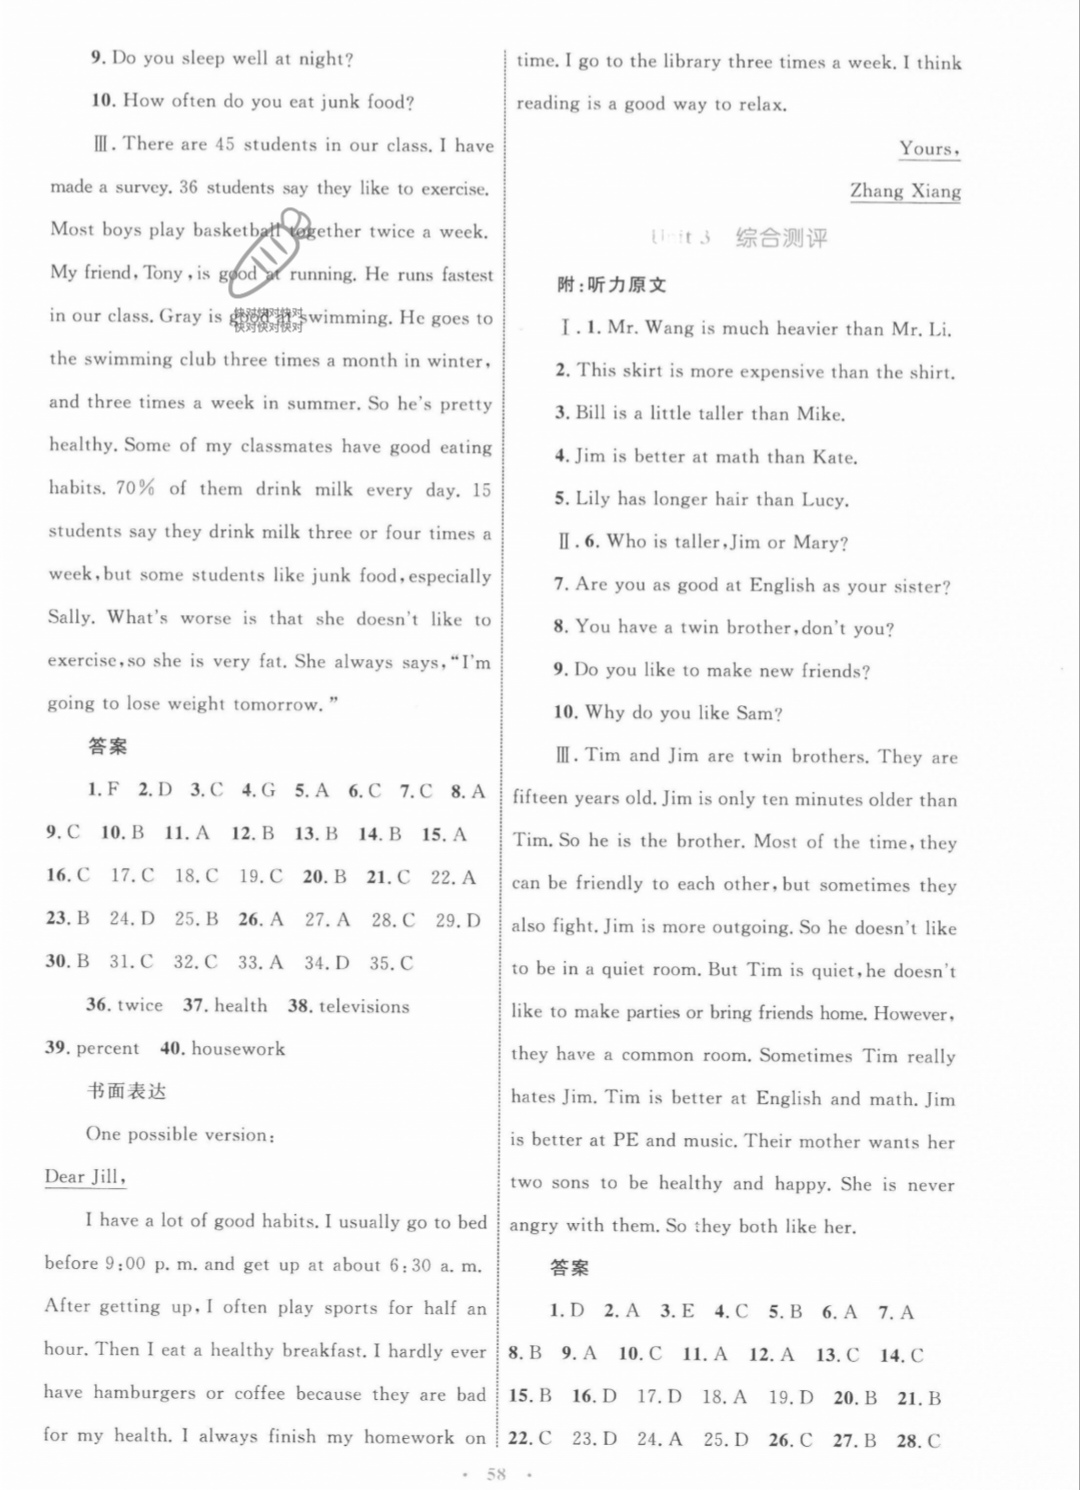 9. Do you sleep well at night?
10. How often do you eat junk food?
Ⅲ. There are 45 students in our class. I have
made a survey. 36 students say they like to exercise.
Most boys play basketball together twice a week.
My friend, Tony, is good at running. He runs fastest
in our class. Gray is good at swimming. He goes to
the swimming club three times a month in winter,
and three times a week in summer. So he's pretty
healthy. Some of my classmates have good eating
habits. 70% of them drink milk every day. 15
students say they drink milk three or four times a
week, but some students like junk food, especially
Sally. What's worse is that she doesn't like to
exercise, so she is very fat. She always says, "I'm
going to lose weight tomorrow."
答案
1. F 2. D 3. C 4. G 5. A 6. C 7. C 8. A
9. C 10. B 11. A 12. B 13. B 14. B 15. A
16. C 17. C 18. C 19. C 20. B 21. C 22. A
23. B 24. D 25. B 26. A 27. A 28. C 29. D
30. B 31. C 32. C 33. A 34. D 35. C
36. twice 37. health 38. televisions
39. percent 40. housework
书面表达
One possible version:
Dear Jill,
I have a lot of good habits. I usually go to bed
before 9:00 p. m. and get up at about 6:30 a. m.
After getting up, I often play sports for half an
hour. Then I eat a healthy breakfast. I hardly ever
have hamburgers or coffee because they are bad
for my health. I always finish my homework on
time. I go to the library three times a week. I think
reading is a good way to relax.
Yours,
Zhang Xiang
Unit 3 综合测评
附:听力原文
Ⅰ. 1. Mr. Wang is much heavier than Mr. Li.
2. This skirt is more expensive than the shirt.
3. Bill is a little taller than Mike.
4. Jim is better at math than Kate.
5. Lily has longer hair than Lucy.
Ⅱ. 6. Who is taller, Jim or Mary?
7. Are you as good at English as your sister?
8. You have a twin brother, don't you?
9. Do you like to make new friends?
10. Why do you like Sam?
Ⅲ. Tim and Jim are twin brothers. They are
fifteen years old. Jim is only ten minutes older than
Tim. So he is the brother. Most of the time, they
can be friendly to each other, but sometimes they
also fight. Jim is more outgoing. So he doesn't like
to be in a quiet room. But Tim is quiet, he doesn't
like to make parties or bring friends home. However,
they have a common room. Sometimes Tim really
hates Jim. Tim is better at English and math. Jim
is better at PE and music. Their mother wants her
two sons to be healthy and happy. She is never
angry with them. So they both like her.
答案
1. D 2. A 3. E 4. C 5. B 6. A 7. A
8. B 9. A 10. C 11. A 12. A 13. C 14. C
15. B 16. D 17. D 18. A 19. D 20. B 21. B
22. C 23. D 24. A 25. D 26. C 27. B 28. C
· 58 ·
快对快对快对
快对快对快对